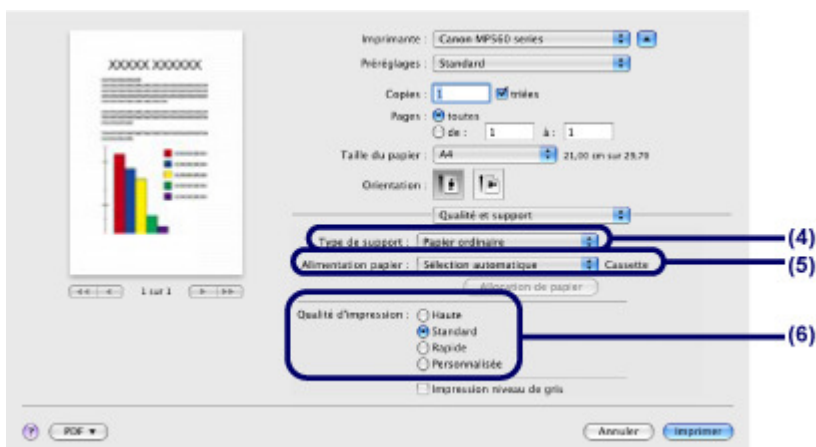 Imprimante : Canon MP560 series
XXXXX XXXXXX
Préréglages : Standard
Copies : 1 triées
Pages : toutes
de : 1 à : 1
Taille du papier : A4 21,00 cm sur 29,70
Orientation :
Qualité et support
Type de support : Papier ordinaire (4)
Alimentation papier : Sélection automatique Cassette (5)
Allocation de papier
1 sur 1
Qualité d'impression : Haute
Standard (6)
Rapide
Personnalisée
Impression niveau de gris
? PDF Annuler Imprimer